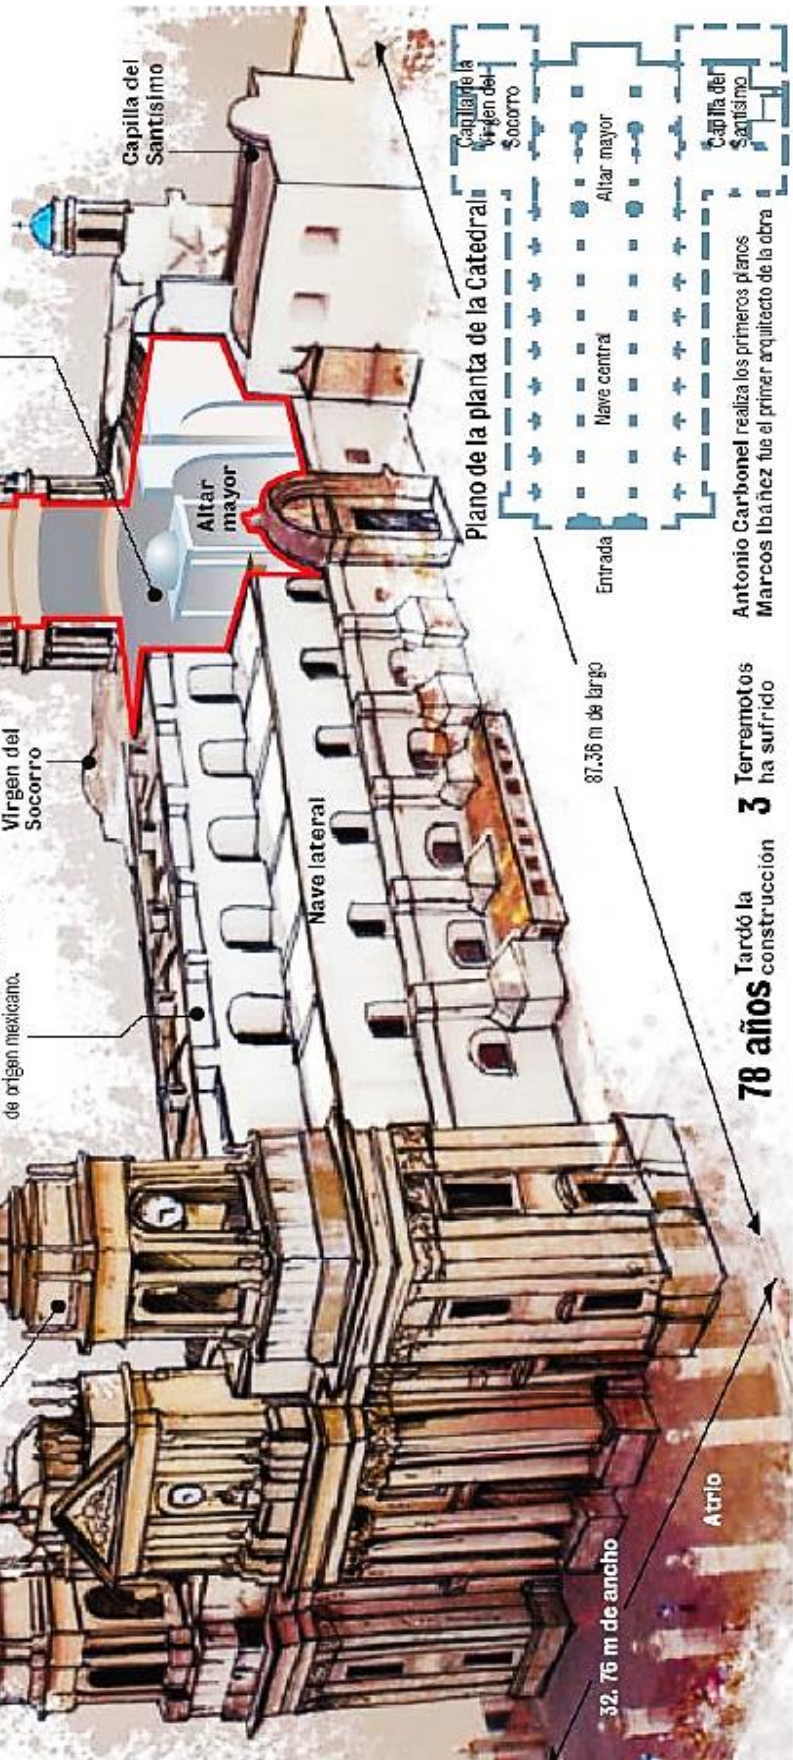 Capilla del
Santísimo
Virgen del
Socorro
de origen mexicano.
Altar
mayor
Nave lateral
Atrio
32. 76 m de ancho
87.36 m de largo
Plano de la planta de la Catedral
Capilla de la
Virgen del
Socorro
Altar mayor
Nave central
Entrada
Capilla del
Santísimo
78 años Tardó la
construcción
3 Terremotos
ha sufrido
Antonio Carbonel realiza los primeros planos
Marcos Ibáñez fue el primer arquitecto de la obra